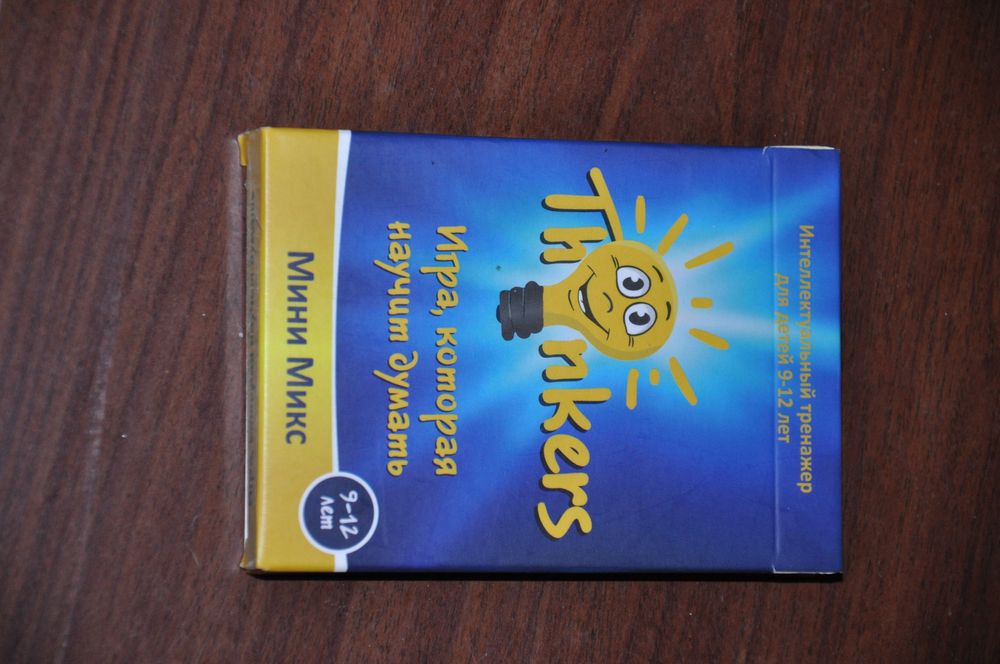 Интеллектуальный тренажер
для детей 9-12 лет
Thinkers
Игра, которая
научит думать
9-12
лет
Мини Микс